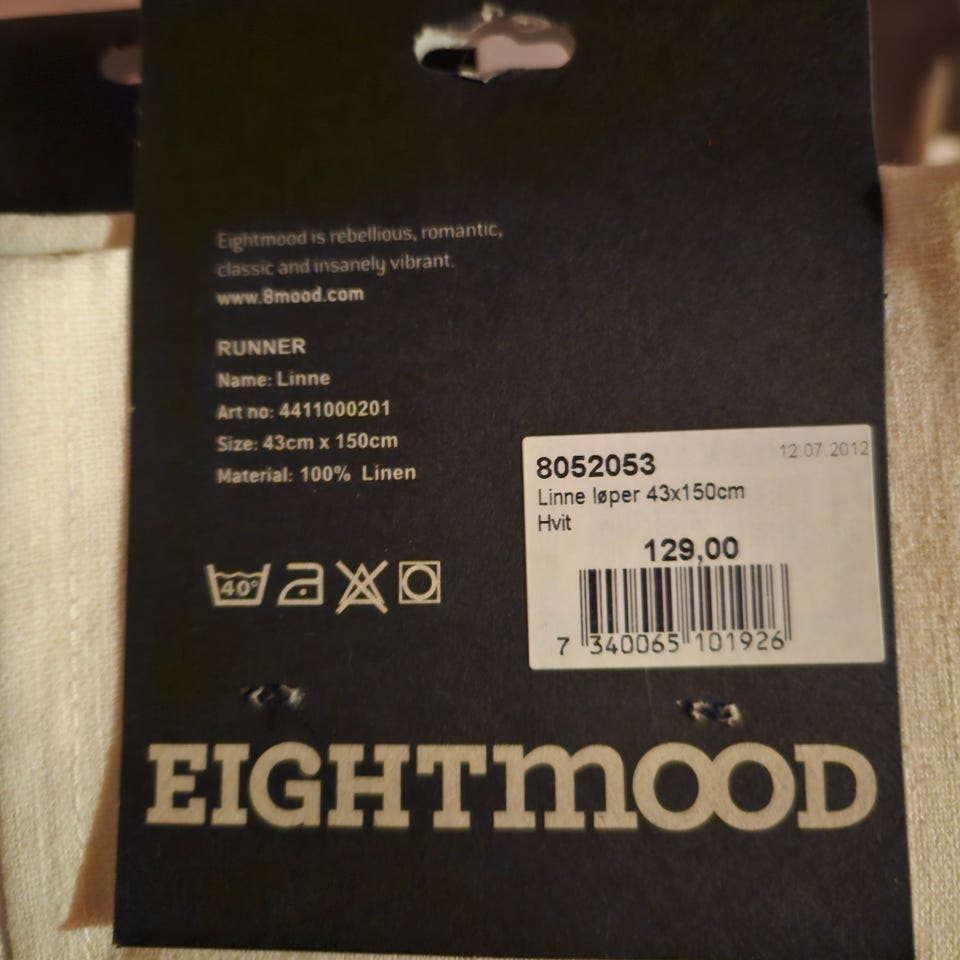 Eightmood is rebellious, romantic,
classic and insanely vibrant.
www.8mood.com
RUNNER
Name: Linne
Art no: 4411000201
Size: 43cm x 150cm
Material: 100% Linen
40°
12.07.2012
8052053
Linne løper 43x150cm
Hvit
129,00
7 340065 101926
EIGHTMOOD